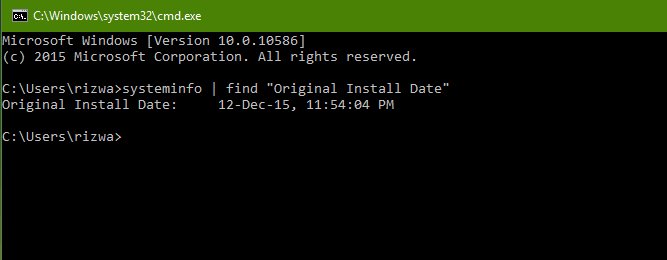 C:\Windows\system32\cmd.exe
Microsoft Windows [Version 10.0.10586]
(c) 2015 Microsoft Corporation. All rights reserved.
C:\Users\rizwa>systeminfo | find "Original Install Date"
Original Install Date:     12-Dec-15, 11:54:04 PM
C:\Users\rizwa>